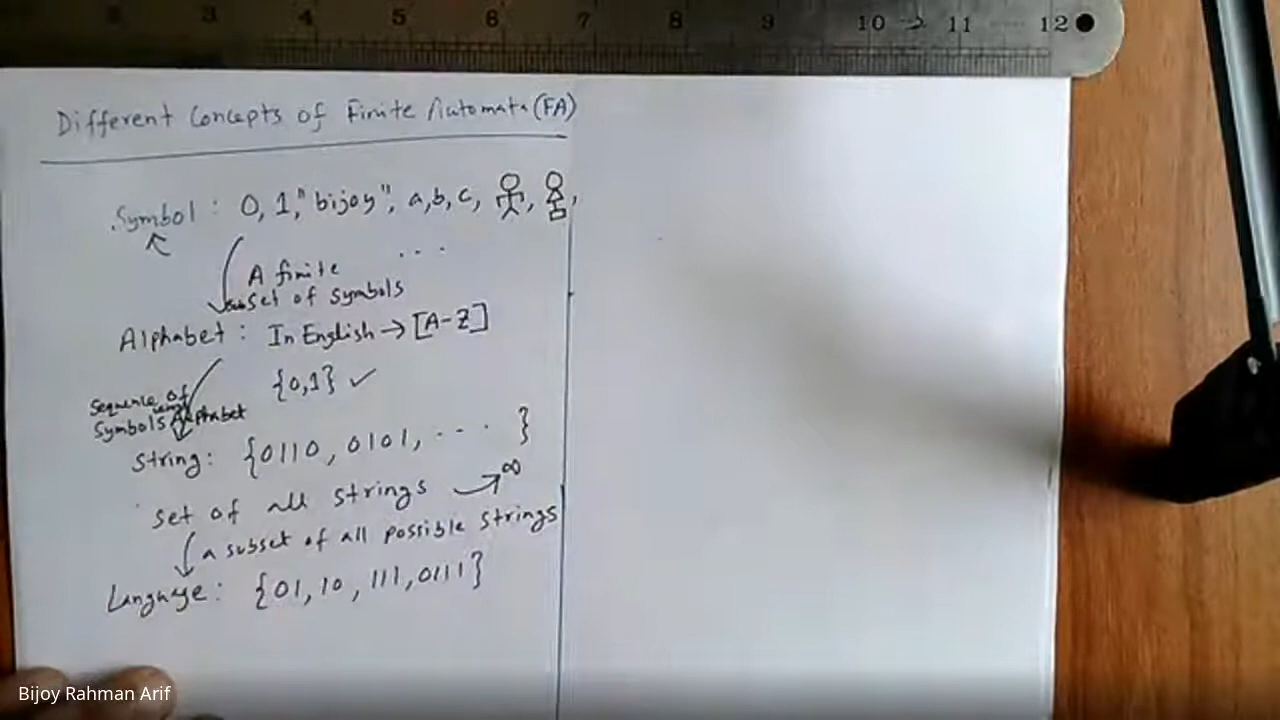 2 3 4 5 6 7 8 9 10 11 12
Different Concepts of Finite Automata (FA)
Symbol : 0, 1, "bijoy", a, b, c, , ,
. . .
A finite
subset of symbols
Alphabet : In English → [A-Z]
{0,1} ✓
Sequence of
Symbols Alphabet
String: {0110, 0101, - - - }
set of all strings → ∞
a subset of all possible strings
Language: {01, 10, 111, 0111}
Bijoy Rahman Arif